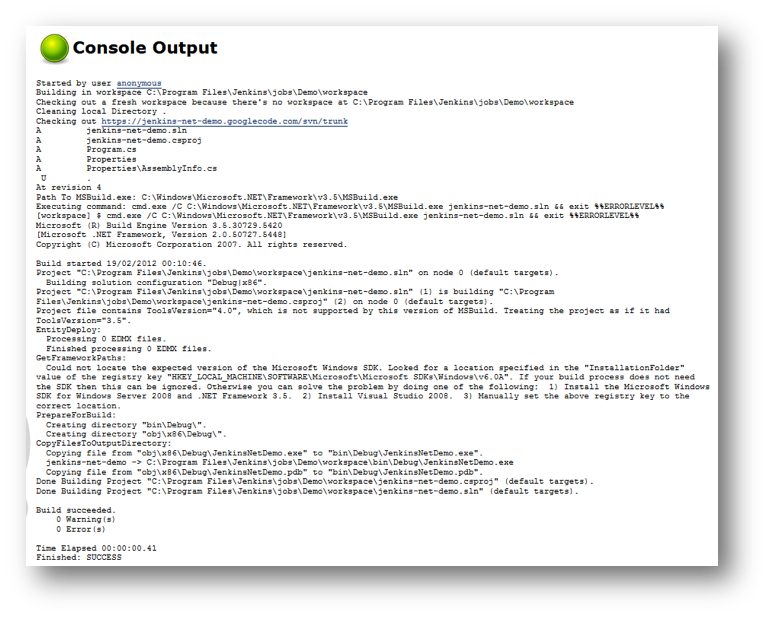 Console Output
Started by user anonymous
Building in workspace C:\Program Files\Jenkins\jobs\Demo\workspace
Checking out a fresh workspace because there's no workspace at C:\Program Files\Jenkins\jobs\Demo\workspace
Cleaning local Directory .
Checking out https://jenkins-net-demo.googlecode.com/svn/trunk
A         jenkins-net-demo.sln
A         jenkins-net-demo.csproj
A         Program.cs
A         Properties
A         Properties\AssemblyInfo.cs
 U        .
At revision 4
Path To MSBuild.exe: C:\Windows\Microsoft.NET\Framework\v3.5\MSBuild.exe
Executing command: cmd.exe /C C:\Windows\Microsoft.NET\Framework\v3.5\MSBuild.exe jenkins-net-demo.sln && exit %%ERRORLEVEL%%
[workspace] $ cmd.exe /C C:\Windows\Microsoft.NET\Framework\v3.5\MSBuild.exe jenkins-net-demo.sln && exit %%ERRORLEVEL%%
Microsoft (R) Build Engine Version 3.5.30729.5420
[Microsoft .NET Framework, Version 2.0.50727.5448]
Copyright (C) Microsoft Corporation 2007. All rights reserved.
Build started 19/02/2012 00:10:46.
Project "C:\Program Files\Jenkins\jobs\Demo\workspace\jenkins-net-demo.sln" on node 0 (default targets).
  Building solution configuration "Debug|x86".
Project "C:\Program Files\Jenkins\jobs\Demo\workspace\jenkins-net-demo.sln" (1) is building "C:\Program
Files\Jenkins\jobs\Demo\workspace\jenkins-net-demo.csproj" (2) on node 0 (default targets).
Project file contains ToolsVersion="4.0", which is not supported by this version of MSBuild. Treating the project as if it had
ToolsVersion="3.5".
EntityDeploy:
  Processing 0 EDMX files.
  Finished processing 0 EDMX files.
GetFrameworkPaths:
  Could not locate the expected version of the Microsoft Windows SDK. Looked for a location specified in the "InstallationFolder"
value of the registry key "HKEY_LOCAL_MACHINE\SOFTWARE\Microsoft\Microsoft SDKs\Windows\v6.0A". If your build process does not need
the SDK then this can be ignored. Otherwise you can solve the problem by doing one of the following:  1) Install the Microsoft Windows
SDK for Windows Server 2008 and .NET Framework 3.5.  2) Install Visual Studio 2008.  3) Manually set the above registry key to the
correct location.
PrepareForBuild:
  Creating directory "bin\Debug\".
  Creating directory "obj\x86\Debug\".
CopyFilesToOutputDirectory:
  Copying file from "obj\x86\Debug\JenkinsNetDemo.exe" to "bin\Debug\JenkinsNetDemo.exe".
  jenkins-net-demo -> C:\Program Files\Jenkins\jobs\Demo\workspace\bin\Debug\JenkinsNetDemo.exe
  Copying file from "obj\x86\Debug\JenkinsNetDemo.pdb" to "bin\Debug\JenkinsNetDemo.pdb".
Done Building Project "C:\Program Files\Jenkins\jobs\Demo\workspace\jenkins-net-demo.csproj" (default targets).
Done Building Project "C:\Program Files\Jenkins\jobs\Demo\workspace\jenkins-net-demo.sln" (default targets).
Build succeeded.
    0 Warning(s)
    0 Error(s)
Time Elapsed 00:00:00.41
Finished: SUCCESS